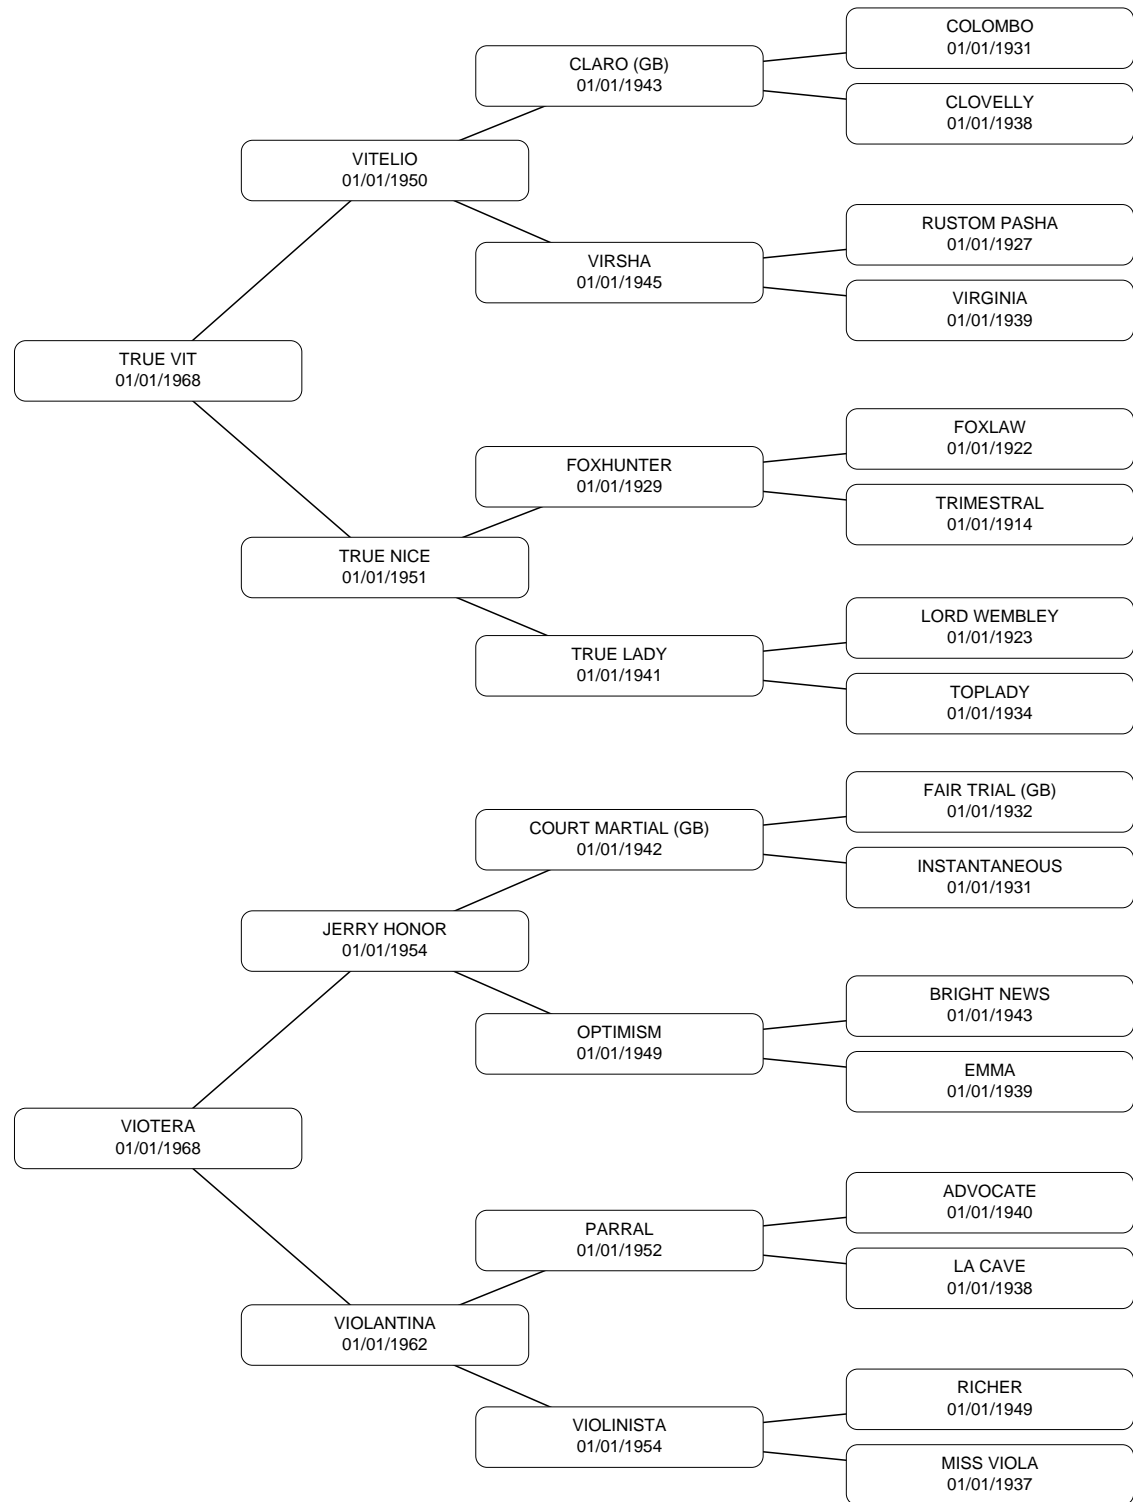 COLOMBO
01/01/1931
CLARO (GB)
01/01/1943
CLOVELLY
01/01/1938
VITELIO
01/01/1950
RUSTOM PASHA
01/01/1927
VIRSHA
01/01/1945
VIRGINIA
01/01/1939
TRUE VIT
01/01/1968
FOXLAW
01/01/1922
FOXHUNTER
01/01/1929
TRIMESTRAL
01/01/1914
TRUE NICE
01/01/1951
LORD WEMBLEY
01/01/1923
TRUE LADY
01/01/1941
TOPLADY
01/01/1934
FAIR TRIAL (GB)
01/01/1932
COURT MARTIAL (GB)
01/01/1942
INSTANTANEOUS
01/01/1931
JERRY HONOR
01/01/1954
BRIGHT NEWS
01/01/1943
OPTIMISM
01/01/1949
EMMA
01/01/1939
VIOTERA
01/01/1968
ADVOCATE
01/01/1940
PARRAL
01/01/1952
LA CAVE
01/01/1938
VIOLANTINA
01/01/1962
RICHER
01/01/1949
VIOLINISTA
01/01/1954
MISS VIOLA
01/01/1937